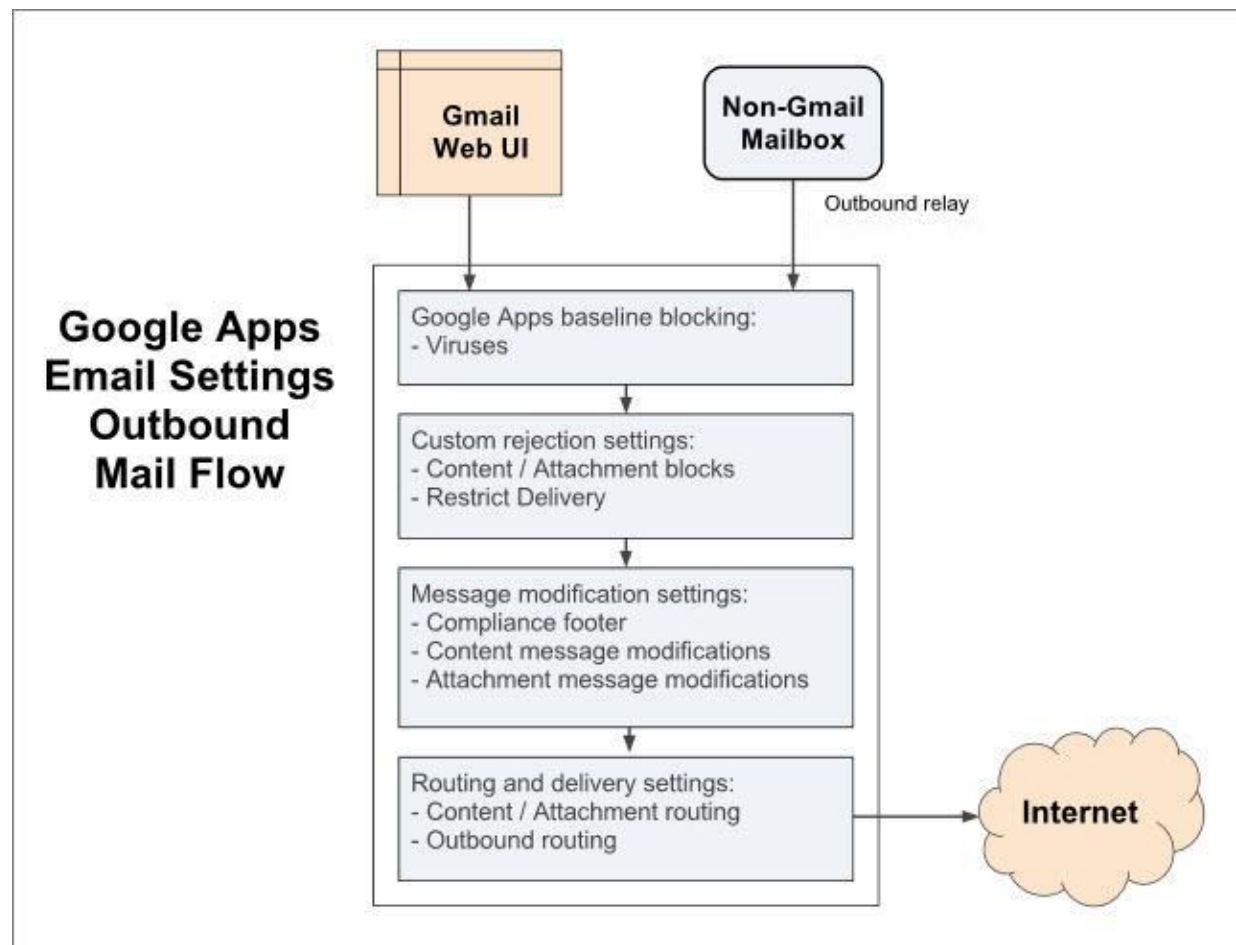 Gmail
Web UI
Non-Gmail
Mailbox
Outbound relay
Google Apps
Email Settings
Outbound
Mail Flow
Google Apps baseline blocking:
- Viruses
Custom rejection settings:
- Content / Attachment blocks
- Restrict Delivery
Message modification settings:
- Compliance footer
- Content message modifications
- Attachment message modifications
Routing and delivery settings:
- Content / Attachment routing
- Outbound routing
Internet